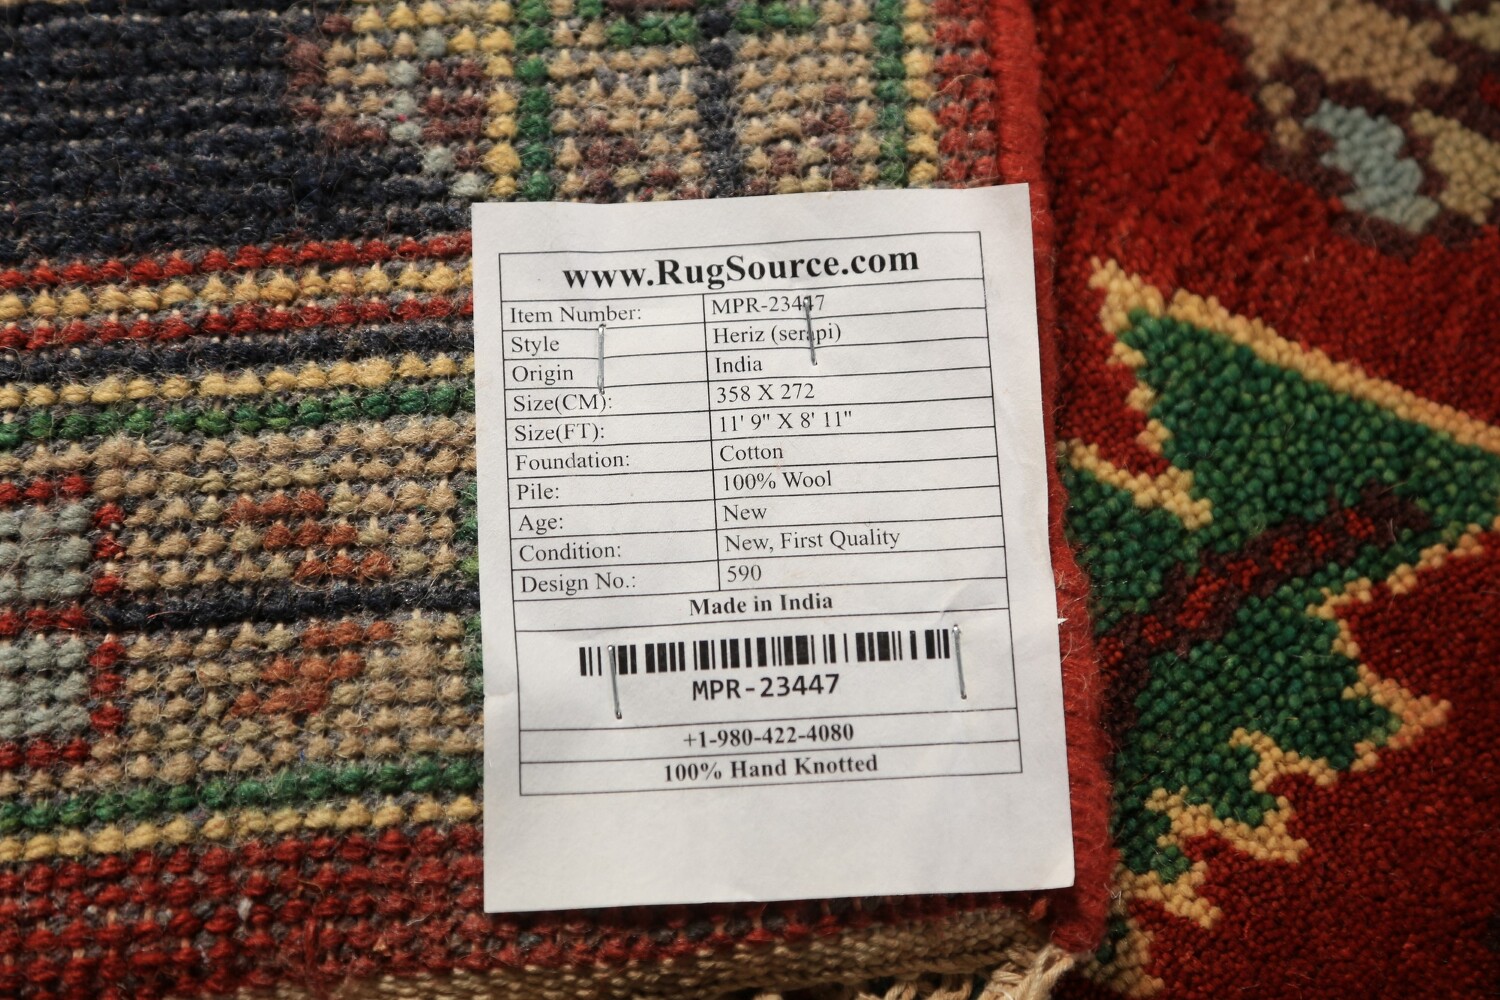 www.RugSource.com
Item Number: MPR-23447
Style Heriz (serapi)
Origin India
Size(CM): 358 X 272
Size(FT): 11' 9" X 8' 11"
Foundation: Cotton
Pile: 100% Wool
Age: New
Condition: New, First Quality
Design No.: 590
Made in India
MPR-23447
+1-980-422-4080
100% Hand Knotted